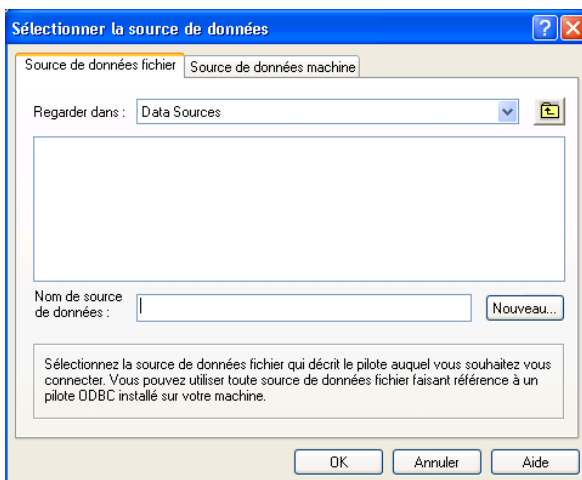 Sélectionner la source de données
Source de données fichier
Source de données machine
Regarder dans :
Data Sources
Nom de source
de données :
Nouveau...
Sélectionnez la source de données fichier qui décrit le pilote auquel vous souhaitez vous
connecter. Vous pouvez utiliser toute source de données fichier faisant référence à un
pilote ODBC installé sur votre machine.
OK
Annuler
Aide